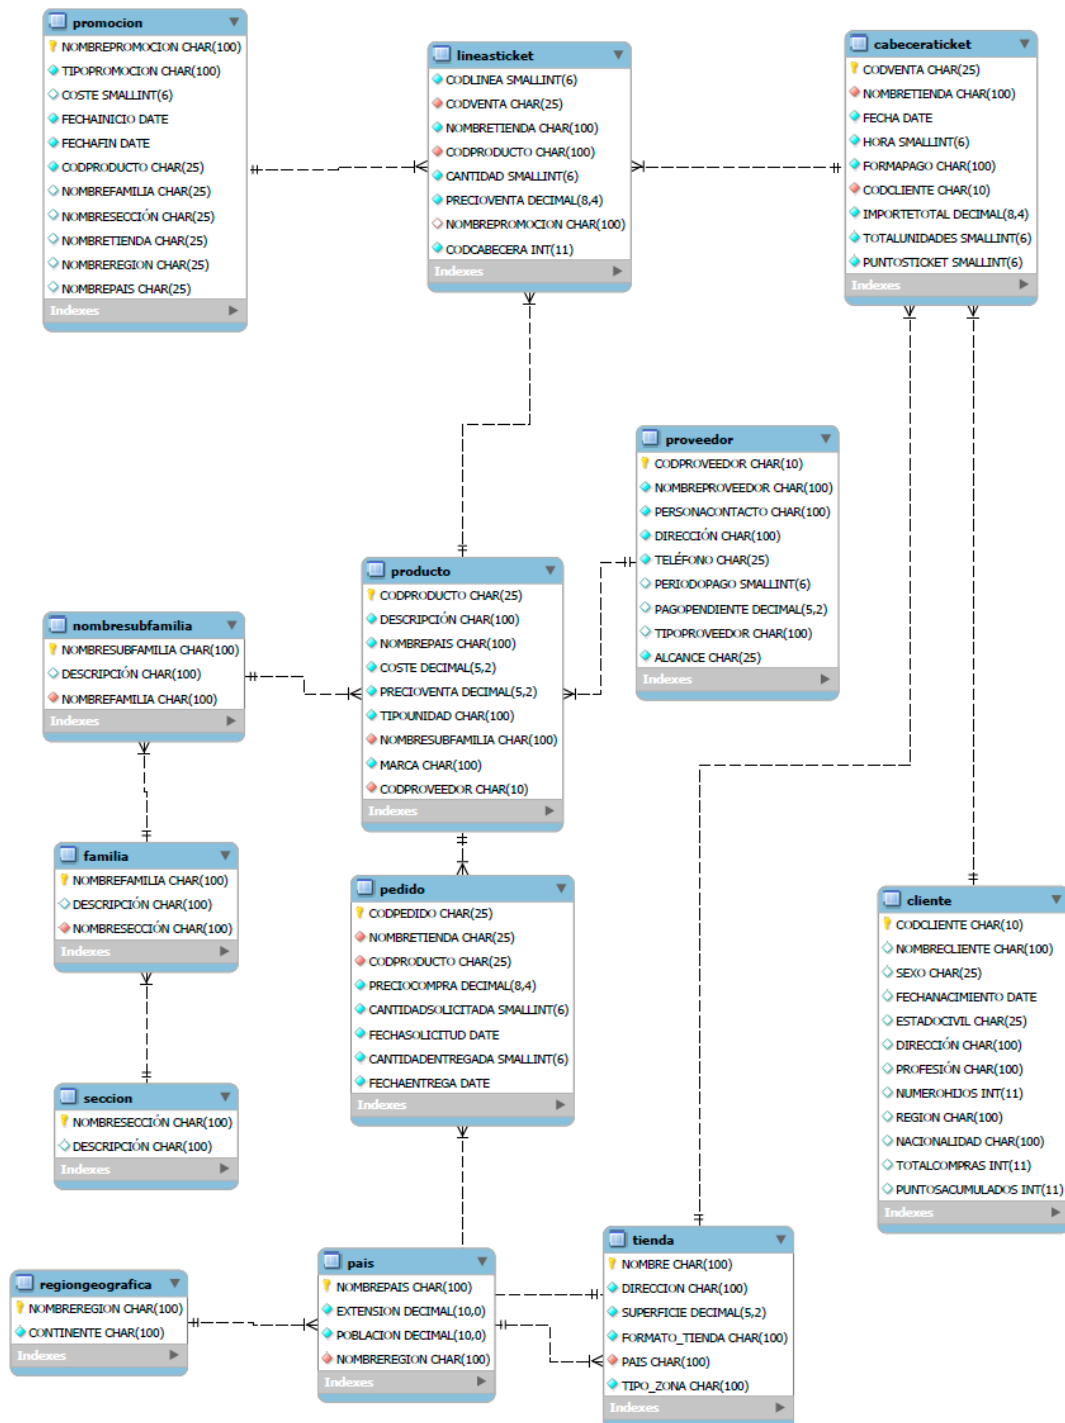 promocion
NOMBREPROMOCION CHAR(100)
TIPOPROMOCION CHAR(100)
COSTE SMALLINT(6)
FECHAINICIO DATE
FECHAFIN DATE
CODPRODUCTO CHAR(25)
NOMBREFAMILIA CHAR(25)
NOMBRESECCIÓN CHAR(25)
NOMBRETIENDA CHAR(25)
NOMBREREGION CHAR(25)
NOMBREPAIS CHAR(25)
Indexes
lineasticket
CODLINEA SMALLINT(6)
CODVENTA CHAR(25)
NOMBRETIENDA CHAR(100)
CODPRODUCTO CHAR(100)
CANTIDAD SMALLINT(6)
PRECIOVENTA DECIMAL(8,4)
NOMBREPROMOCION CHAR(100)
CODCABECERA INT(11)
Indexes
cabeceraticket
CODVENTA CHAR(25)
NOMBRETIENDA CHAR(100)
FECHA DATE
HORA SMALLINT(6)
FORMAPAGO CHAR(100)
CODCLIENTE CHAR(10)
IMPORTETOTAL DECIMAL(8,4)
TOTALUNIDADES SMALLINT(6)
PUNTOSTICKET SMALLINT(6)
Indexes
proveedor
CODPROVEEDOR CHAR(10)
NOMBREPROVEEDOR CHAR(100)
PERSONACONTACTO CHAR(100)
DIRECCIÓN CHAR(100)
TELÉFONO CHAR(25)
PERIODOPAGO SMALLINT(6)
PAGOPENDIENTE DECIMAL(5,2)
TIPOPROVEEDOR CHAR(100)
ALCANCE CHAR(25)
Indexes
producto
CODPRODUCTO CHAR(25)
DESCRIPCIÓN CHAR(100)
NOMBREPAIS CHAR(100)
COSTE DECIMAL(5,2)
PRECIOVENTA DECIMAL(5,2)
TIPOUNIDAD CHAR(100)
NOMBRESUBFAMILIA CHAR(100)
MARCA CHAR(100)
CODPROVEEDOR CHAR(10)
Indexes
nombresubfamilia
NOMBRESUBFAMILIA CHAR(100)
DESCRIPCIÓN CHAR(100)
NOMBREFAMILIA CHAR(100)
Indexes
familia
NOMBREFAMILIA CHAR(100)
DESCRIPCIÓN CHAR(100)
NOMBRESECCIÓN CHAR(100)
Indexes
pedido
CODPEDIDO CHAR(25)
NOMBRETIENDA CHAR(25)
CODPRODUCTO CHAR(25)
PRECIOCOMPRA DECIMAL(8,4)
CANTIDADSOLICITADA SMALLINT(6)
FECHASOLICITUD DATE
CANTIDADENTREGADA SMALLINT(6)
FECHAENTREGA DATE
Indexes
cliente
CODCLIENTE CHAR(10)
NOMBRECLIENTE CHAR(100)
SEXO CHAR(25)
FECHANACIMIENTO DATE
ESTADOCIVIL CHAR(25)
DIRECCIÓN CHAR(100)
PROFESIÓN CHAR(100)
NUMEROHIJOS INT(11)
REGION CHAR(100)
NACIONALIDAD CHAR(100)
TOTALCOMPRAS INT(11)
PUNTOSACUMULADOS INT(11)
Indexes
seccion
NOMBRESECCIÓN CHAR(100)
DESCRIPCIÓN CHAR(100)
Indexes
regiongeografica
NOMBREREGION CHAR(100)
CONTINENTE CHAR(100)
Indexes
pais
NOMBREPAIS CHAR(100)
EXTENSION DECIMAL(10,0)
POBLACION DECIMAL(10,0)
NOMBREREGION CHAR(100)
Indexes
tienda
NOMBRE CHAR(100)
DIRECCION CHAR(100)
SUPERFICIE DECIMAL(5,2)
FORMATO_TIENDA CHAR(100)
PAIS CHAR(100)
TIPO_ZONA CHAR(100)
Indexes